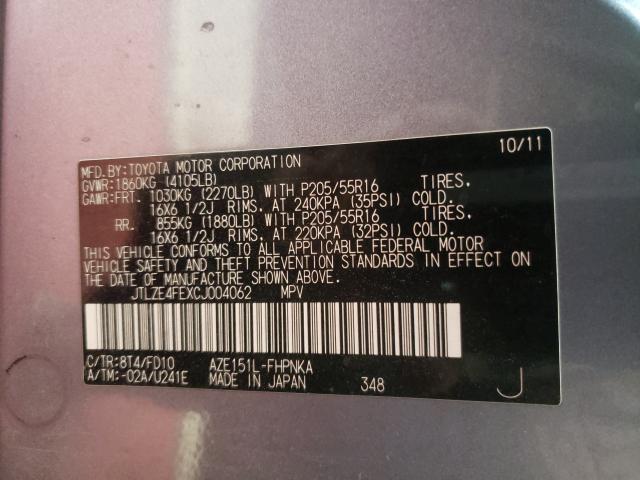 10/11
MFD.BY:TOYOTA MOTOR CORPORATION
GVWR:1860KG (4105LB)
GAWR:FRT. 1030KG (2270LB) WITH P205/55R16 TIRES.
16X6 1/2J RIMS. AT 240KPA (35PSI) COLD.
RR. 855KG (1880LB) WITH P205/55R16 TIRES.
16X6 1/2J RIMS. AT 220KPA (32PSI) COLD.
THIS VEHICLE CONFORMS TO ALL APPLICABLE FEDERAL MOTOR
VEHICLE SAFETY AND THEFT PREVENTION STANDARDS IN EFFECT ON
THE DATE OF MANUFACTURE SHOWN ABOVE.
JTLZE4FEXCJ004062 MPV
C/TR:8T4/FD10 AZE151L-FHPNKA
A/TM:-02A/U241E MADE IN JAPAN 348 J